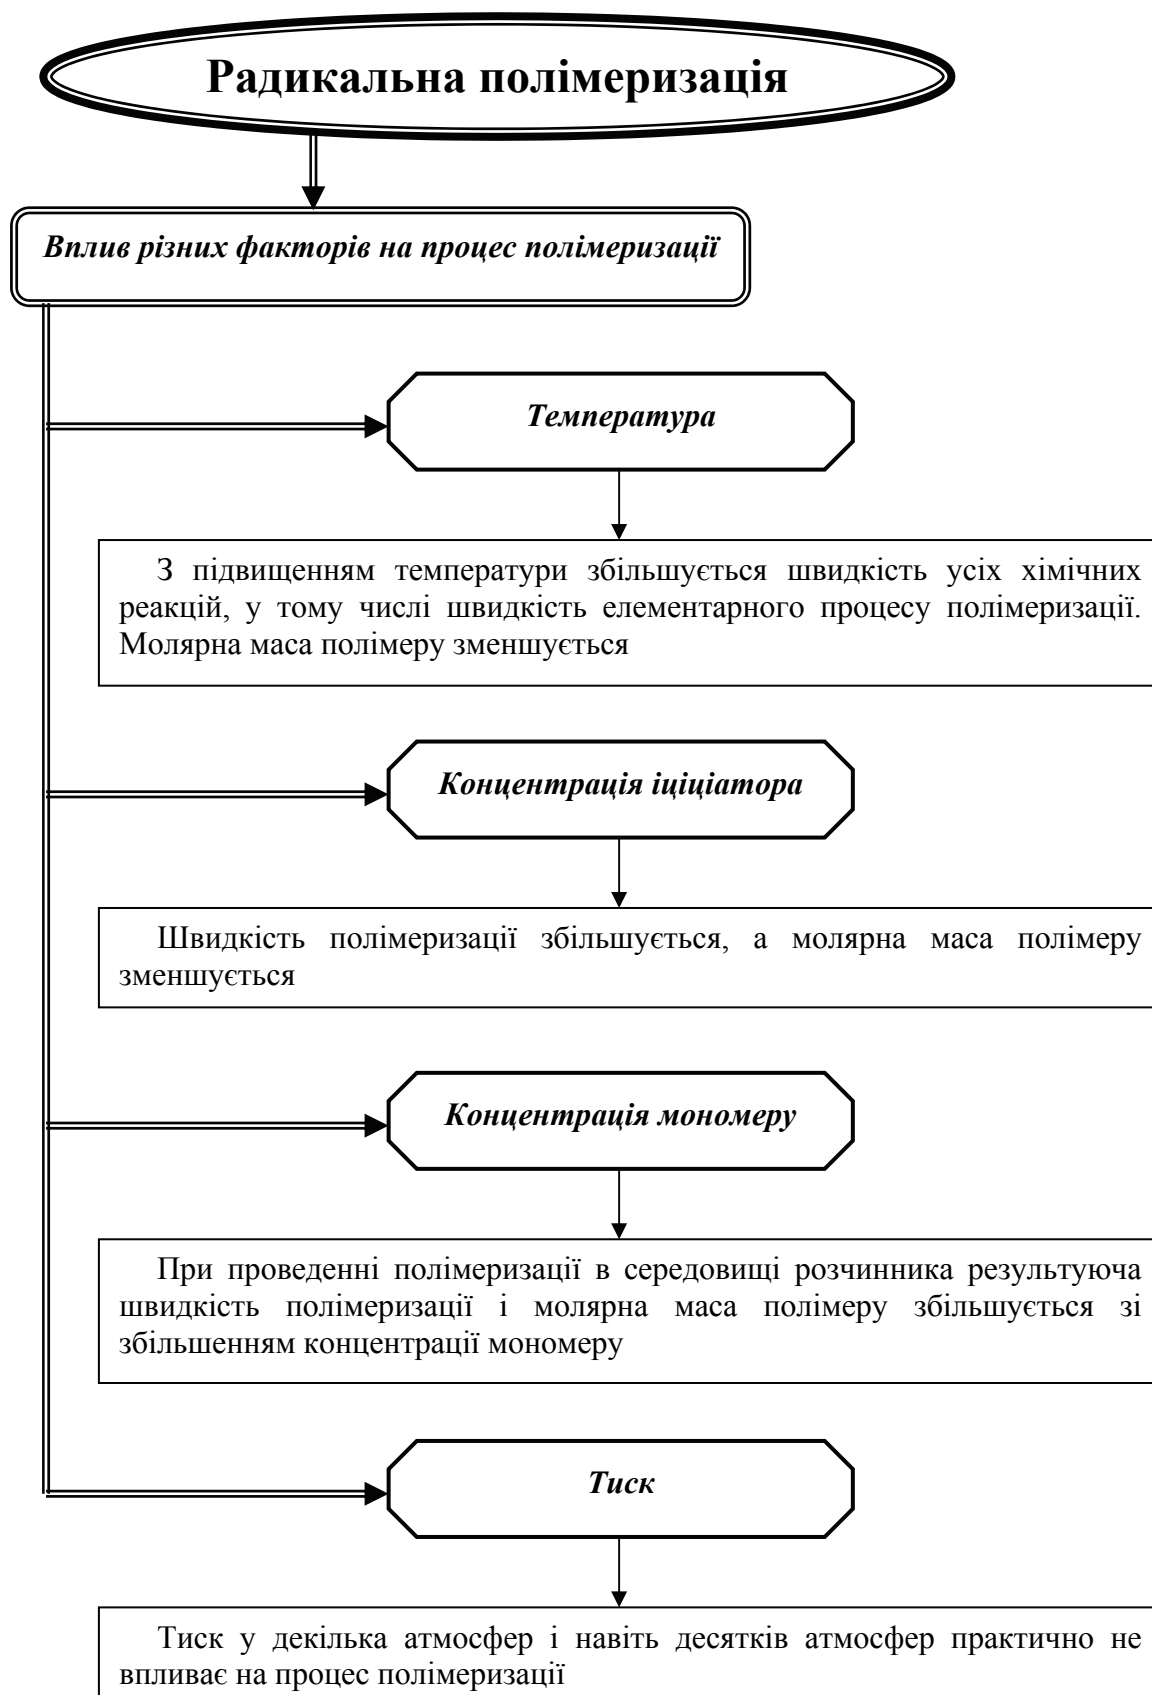 Радикальна полімеризація
Вплив різних факторів на процес полімеризації
Температура
З підвищенням температури збільшується швидкість усіх хімічних
реакцій, у тому числі швидкість елементарного процесу полімеризації.
Молярна маса полімеру зменшується
Концентрація іціціатора
Швидкість полімеризації збільшується, а молярна маса полімеру
зменшується
Концентрація мономеру
При проведенні полімеризації в середовищі розчинника результуюча
швидкість полімеризації і молярна маса полімеру збільшується зі
збільшенням концентрації мономеру
Тиск
Тиск у декілька атмосфер і навіть десятків атмосфер практично не
впливає на процес полімеризації